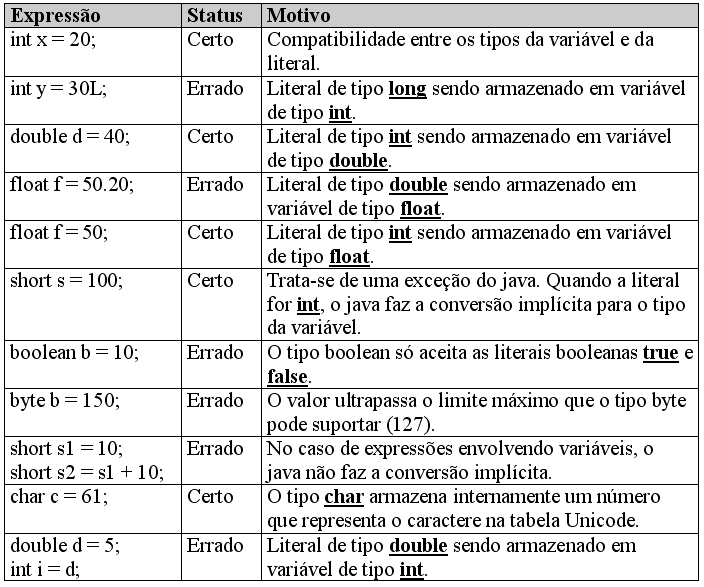 Expressão Status Motivo
int x = 20; Certo Compatibilidade entre os tipos da variável e da
literal.
int y = 30L; Errado Literal de tipo long sendo armazenado em variável
de tipo int.
double d = 40; Certo Literal de tipo int sendo armazenado em variável
de tipo double.
float f = 50.20; Errado Literal de tipo double sendo armazenado em
variável de tipo float.
float f = 50; Certo Literal de tipo int sendo armazenado em variável
de tipo float.
short s = 100; Certo Trata-se de uma exceção do java. Quando a literal
for int, o java faz a conversão implícita para o tipo
da variável.
boolean b = 10; Errado O tipo boolean só aceita as literais booleanas true e
false.
byte b = 150; Errado O valor ultrapassa o limite máximo que o tipo byte
pode suportar (127).
short s1 = 10; Errado No caso de expressões envolvendo variáveis, o
short s2 = s1 + 10; java não faz a conversão implícita.
char c = 61; Certo O tipo char armazena internamente um número
que representa o caractere na tabela Unicode.
double d = 5; Errado Literal de tipo double sendo armazenado em
int i = d; variável de tipo int.